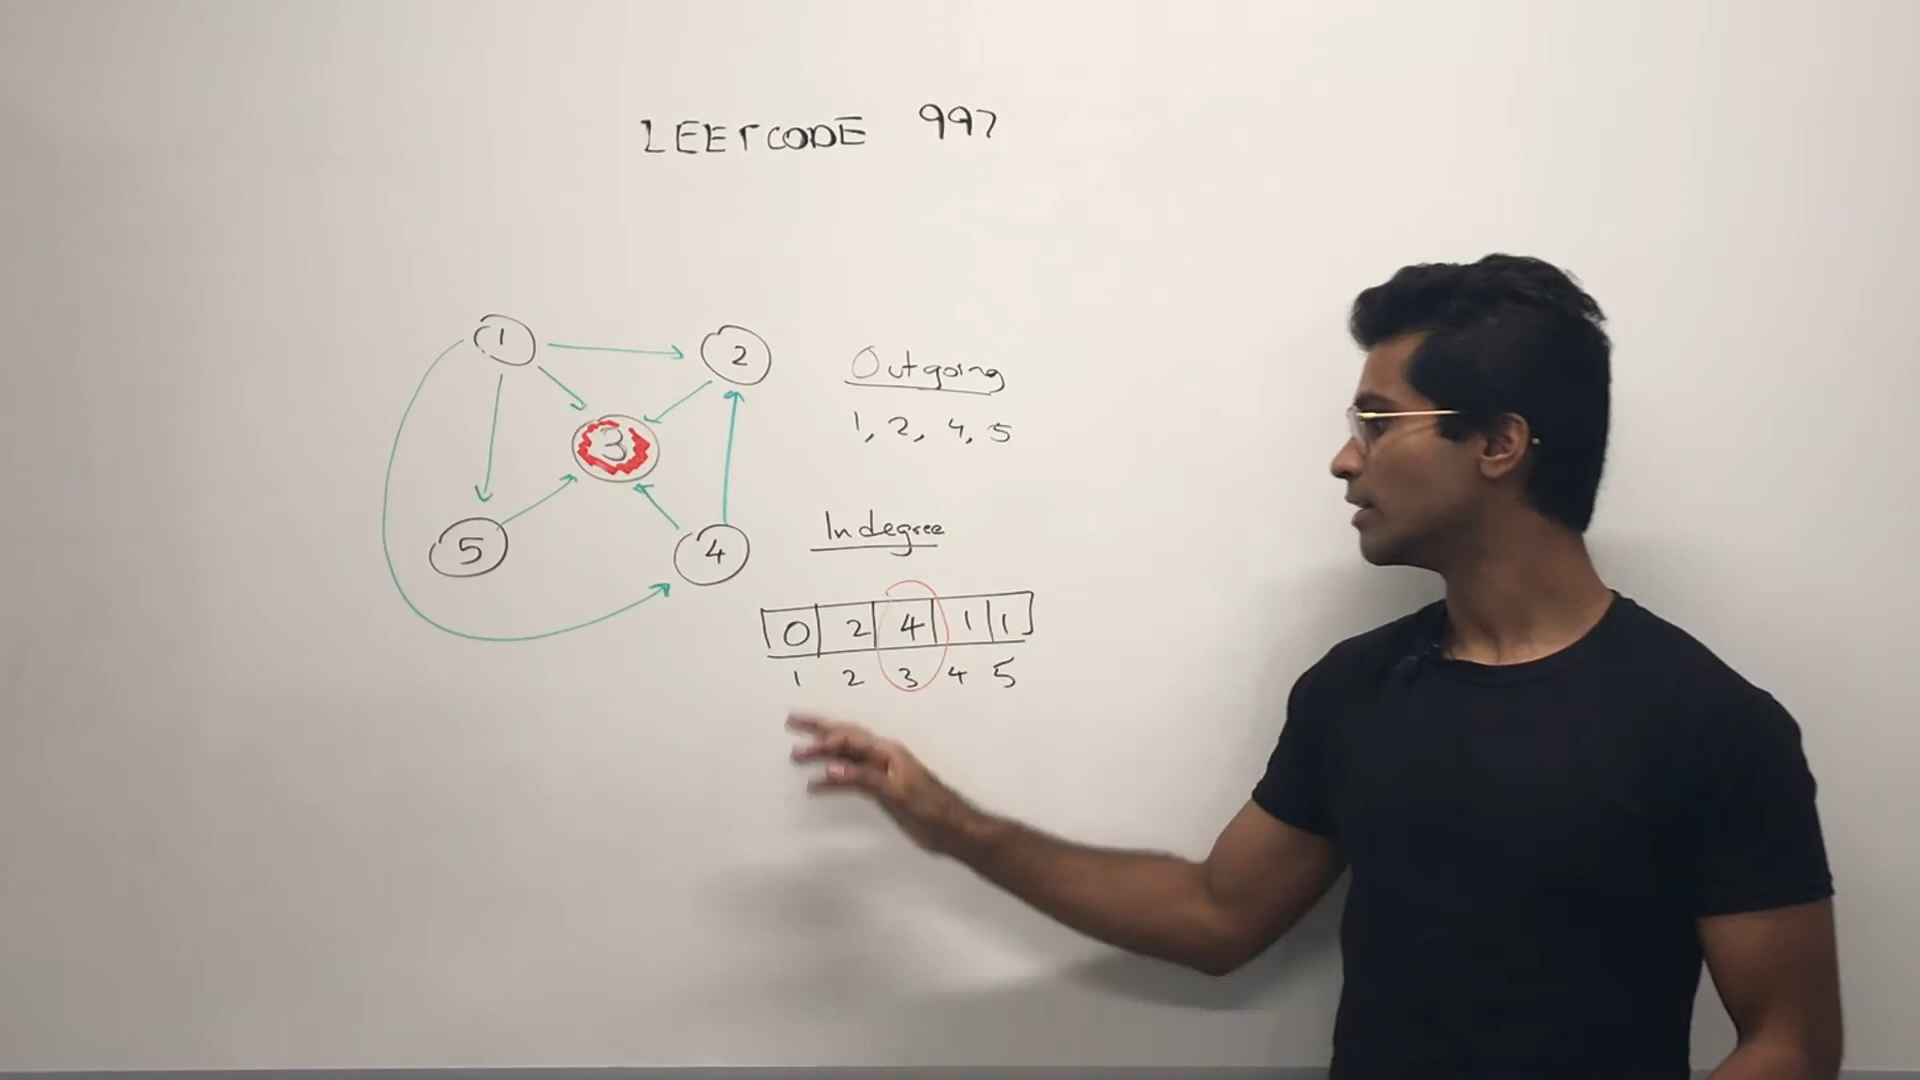 LEETCODE 997
1 2
3
5 4
Outgoing
1, 2, 4, 5
Indegree
0 2 4 1 1
1 2 3 4 5